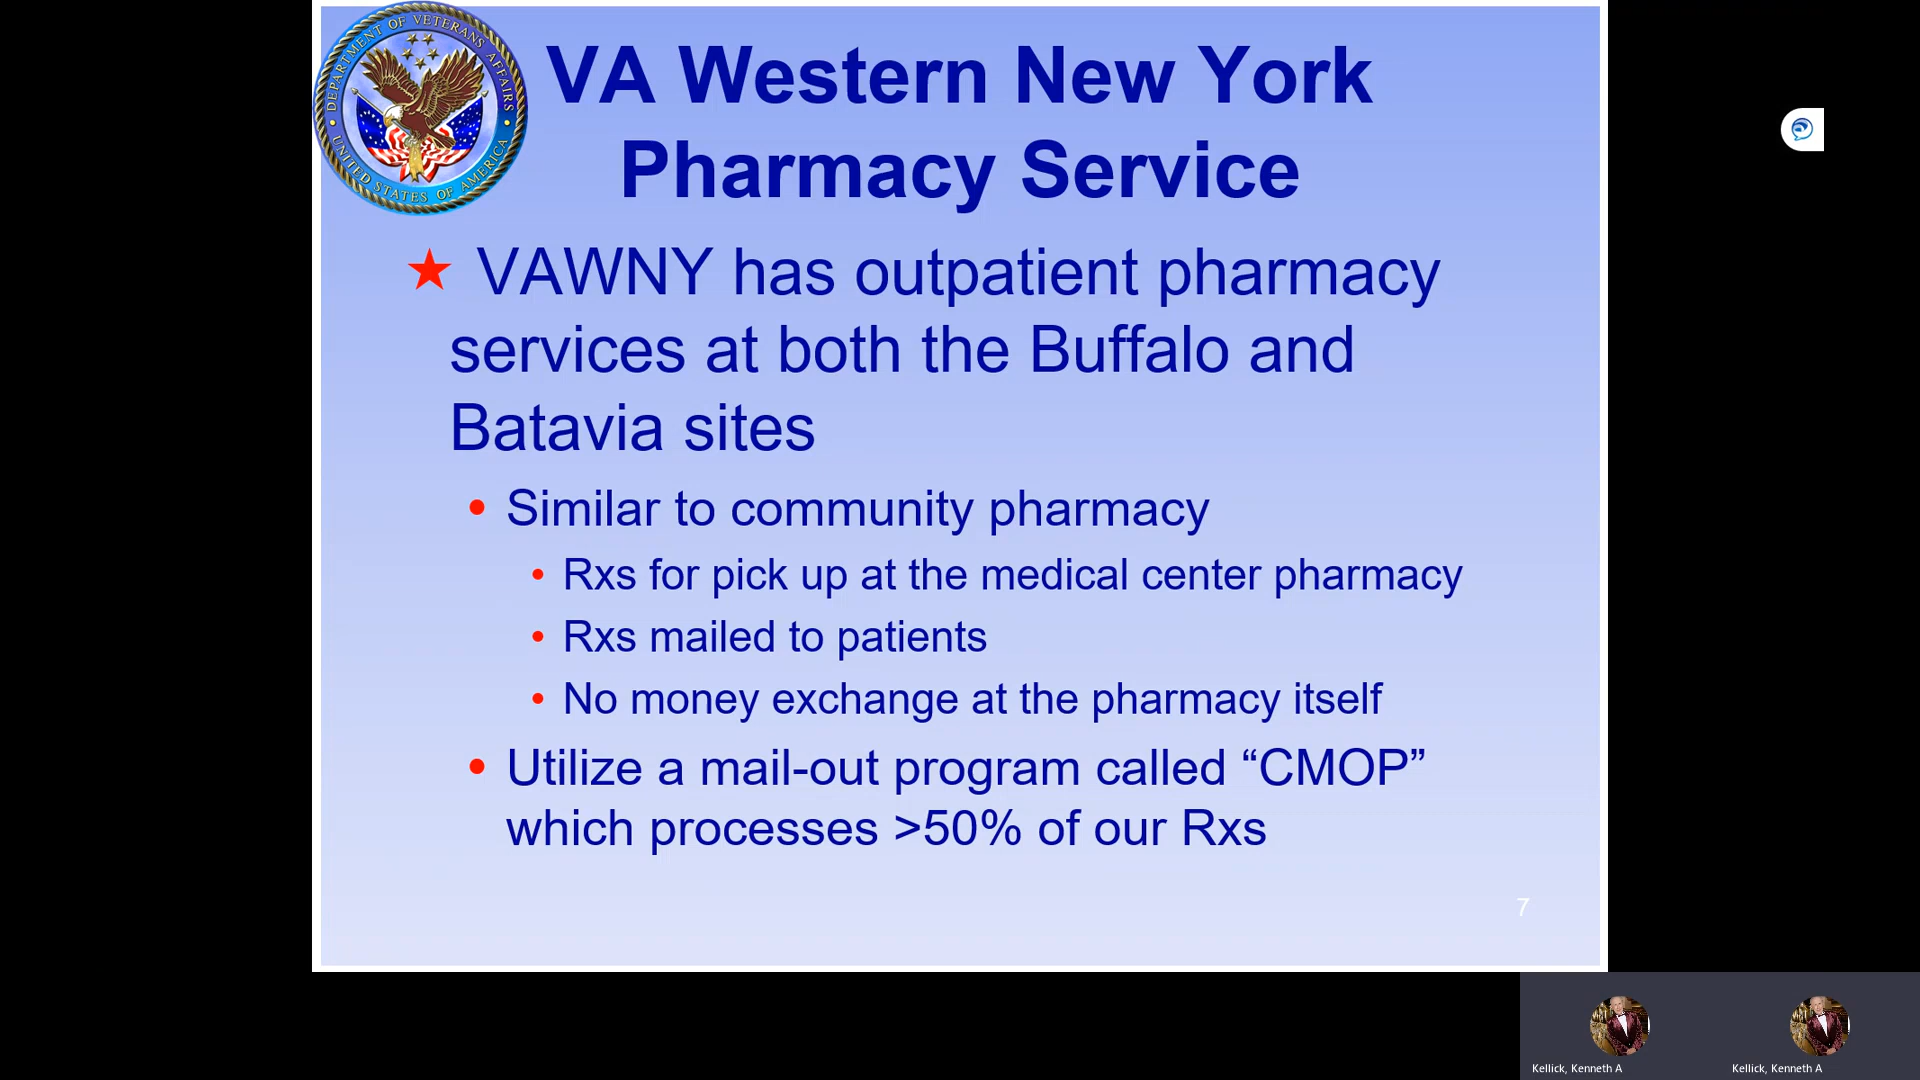 DEPARTMENT OF VETERANS AFFAIRS
UNITED STATES OF AMERICA
VA Western New York
Pharmacy Service
VAWNY has outpatient pharmacy
services at both the Buffalo and
Batavia sites
• Similar to community pharmacy
• Rxs for pick up at the medical center pharmacy
• Rxs mailed to patients
• No money exchange at the pharmacy itself
• Utilize a mail-out program called “CMOP”
which processes >50% of our Rxs
7
Kellick, Kenneth A
Kellick, Kenneth A